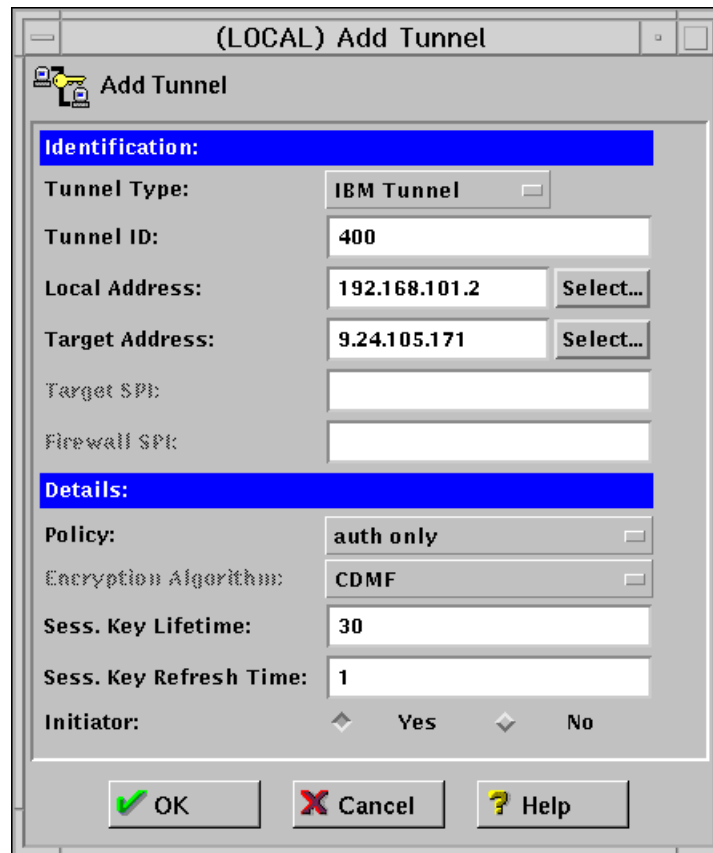 (LOCAL) Add Tunnel
Add Tunnel
Identification:
Tunnel Type: IBM Tunnel
Tunnel ID: 400
Local Address: 192.168.101.2 Select...
Target Address: 9.24.105.171 Select...
Target SPI:
Firewall SPI:
Details:
Policy: auth only
Encryption Algorithm: CDMF
Sess. Key Lifetime: 30
Sess. Key Refresh Time: 1
Initiator: Yes No
OK Cancel Help